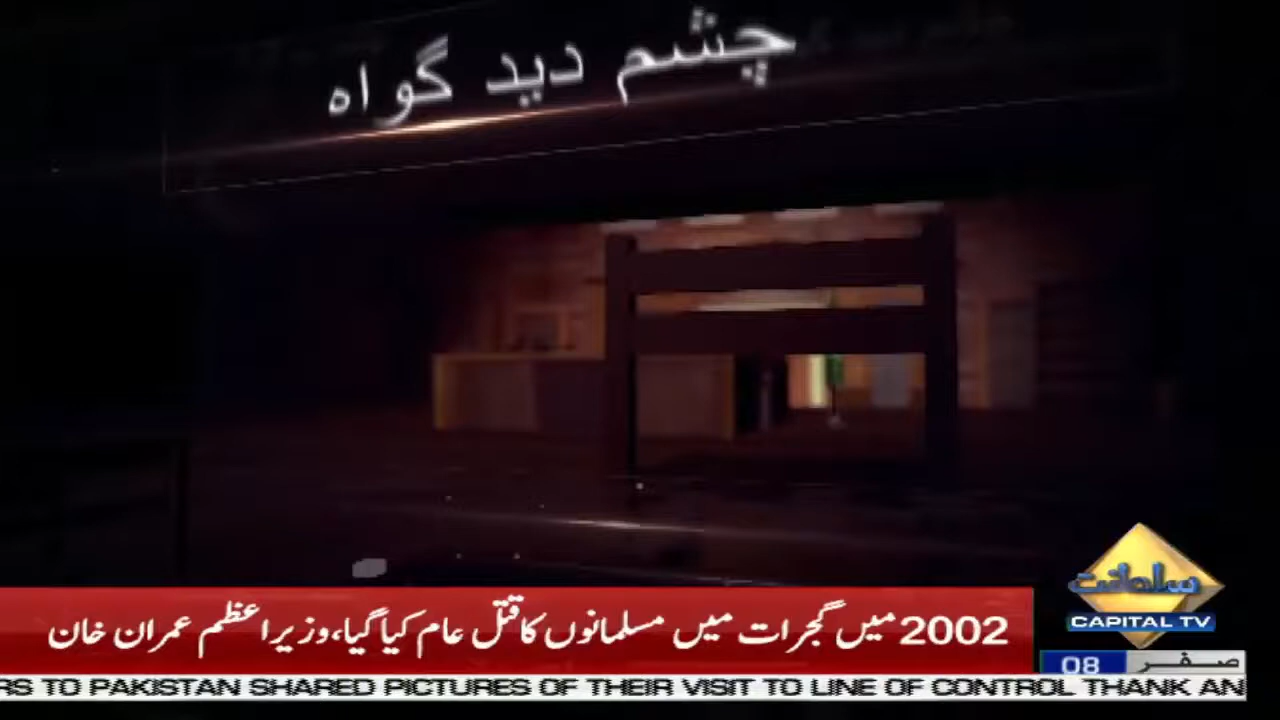 چشم دید گواہ
2002 میں گجرات میں مسلمانوں کا قتل عام کیا گیا، وزیراعظم عمران خان
CAPITAL TV
08 صفر
RS TO PAKISTAN SHARED PICTURES OF THEIR VISIT TO LINE OF CONTROL THANK AN